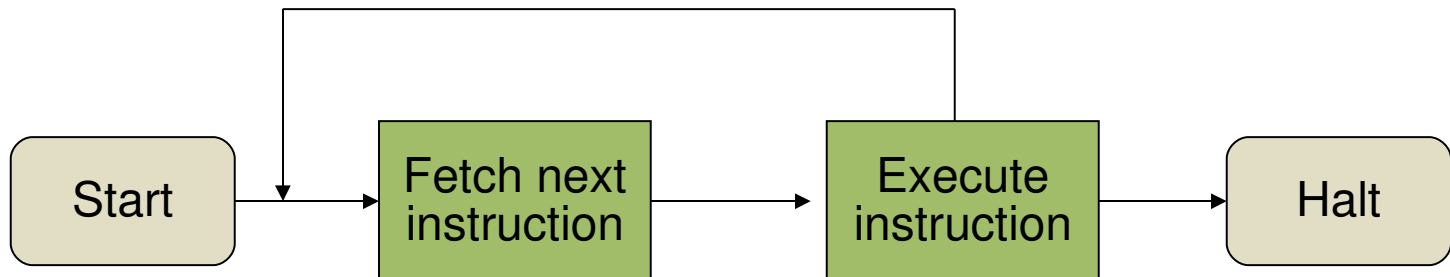 Start
Fetch next
instruction
Execute
instruction
Halt